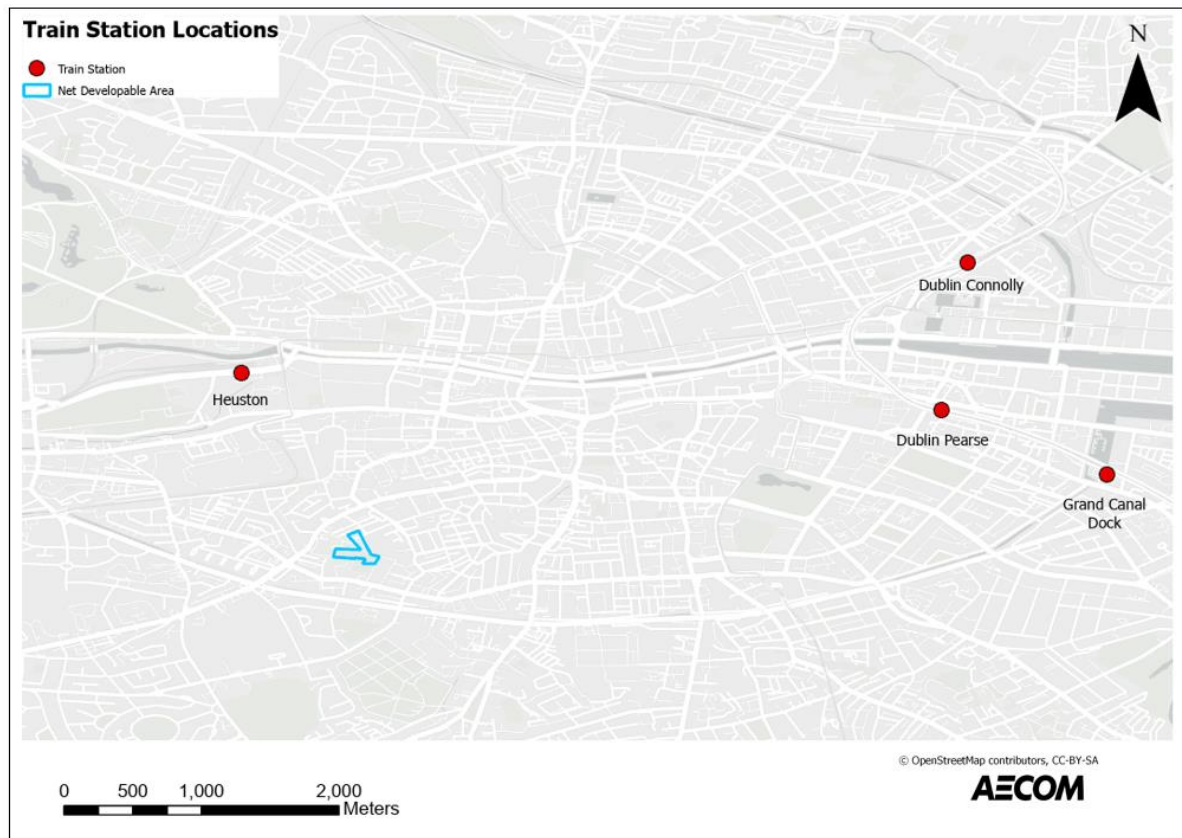 Train Station Locations
Train Station
Net Developable Area
N
Dublin Connolly
Heuston
Dublin Pearse
Grand Canal
Dock
© OpenStreetMap contributors, CC-BY-SA
AECOM
0 500 1,000 2,000
Meters